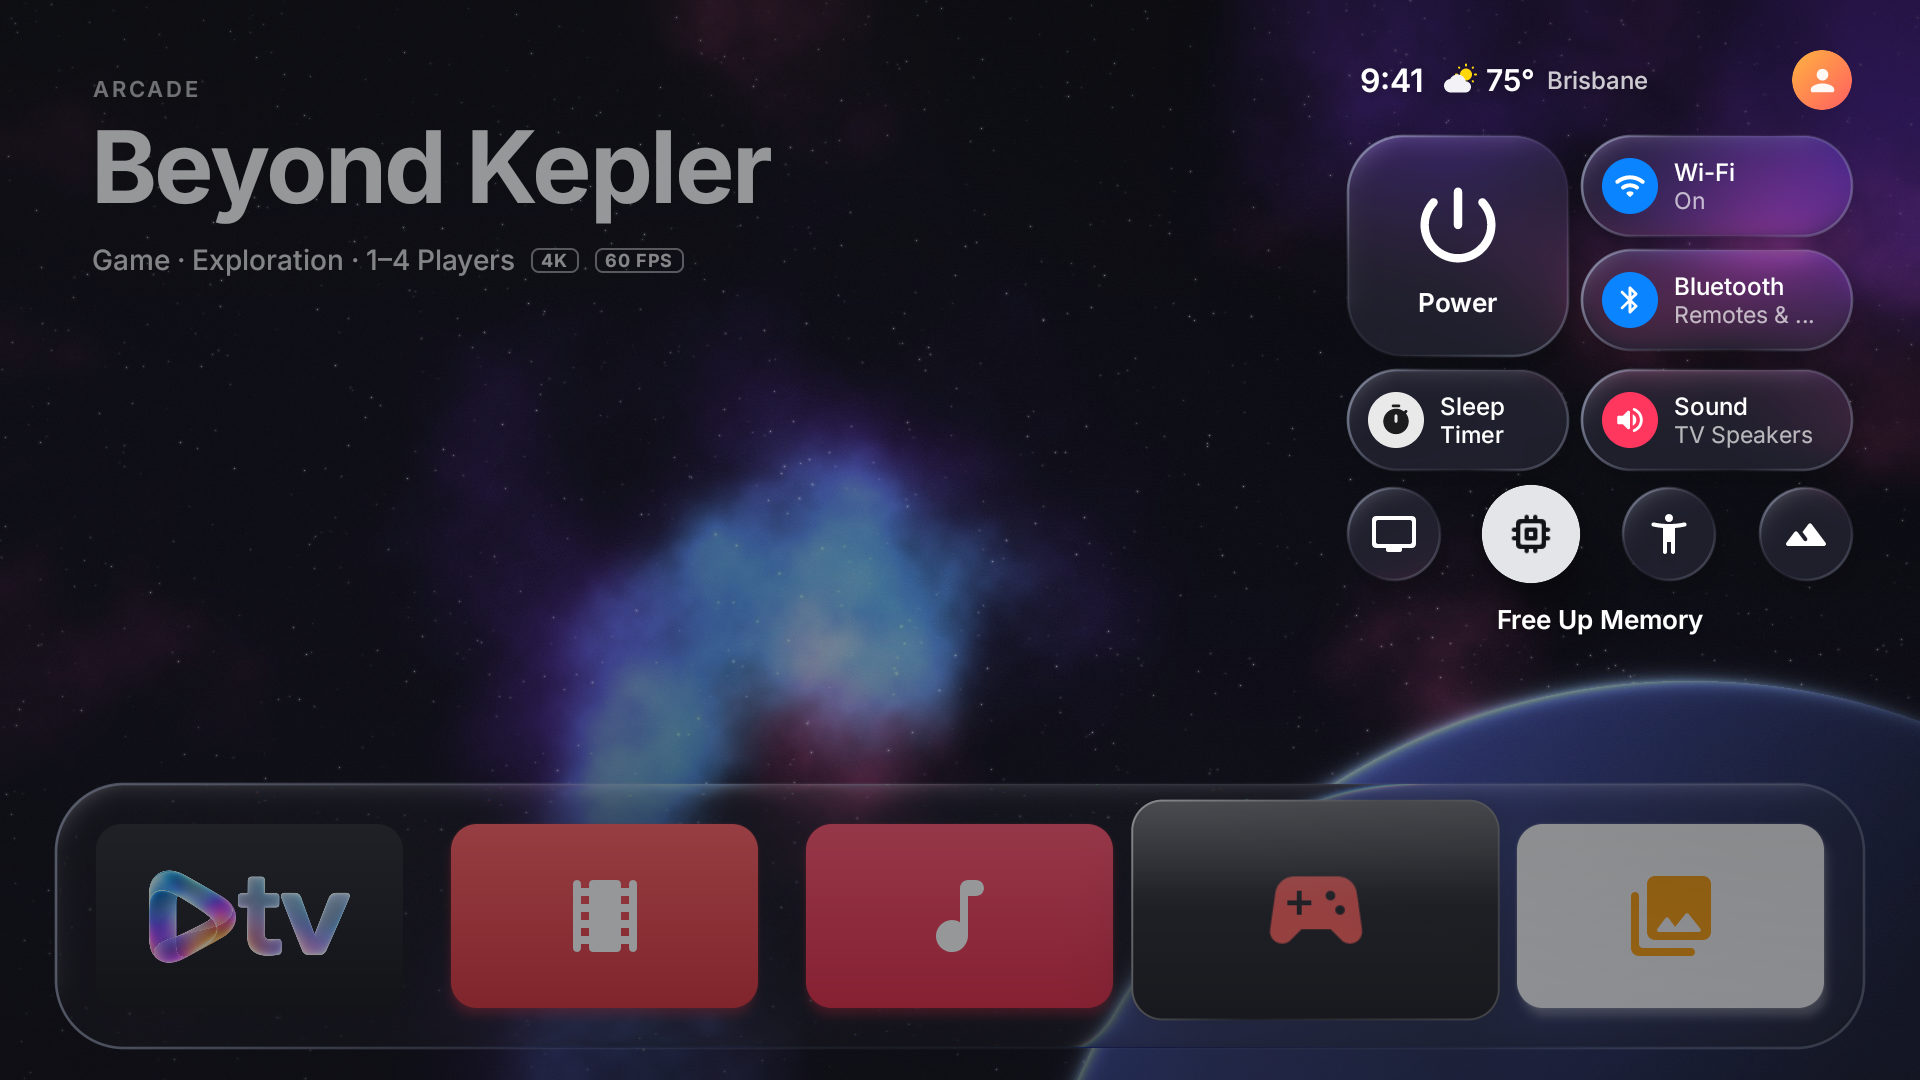 ARCADE
Beyond Kepler
Game · Exploration · 1–4 Players 4K 60 FPS
9:41 75° Brisbane
Power
Wi-Fi
On
Bluetooth
Remotes & ...
Sleep
Timer
Sound
TV Speakers
Free Up Memory
tv